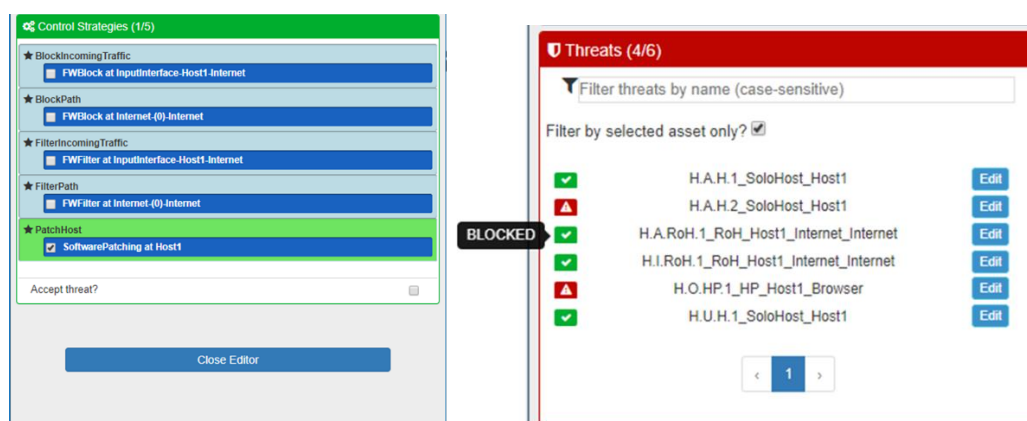 Control Strategies (1/5)
BlockIncomingTraffic
FWBlock at InputInterface-Host1-Internet
BlockPath
FWBlock at Internet-(0)-Internet
FilterIncomingTraffic
FWFilter at InputInterface-Host1-Internet
FilterPath
FWFilter at Internet-(0)-Internet
PatchHost
SoftwarePatching at Host1
Accept threat?
Close Editor
Threats (4/6)
Filter threats by name (case-sensitive)
Filter by selected asset only?
H.A.H.1_SoloHost_Host1 Edit
H.A.H.2_SoloHost_Host1 Edit
BLOCKED H.A.RoH.1_RoH_Host1_Internet_Internet Edit
H.I.RoH.1_RoH_Host1_Internet_Internet Edit
H.O.HP.1_HP_Host1_Browser Edit
H.U.H.1_SoloHost_Host1 Edit
‹ 1 ›